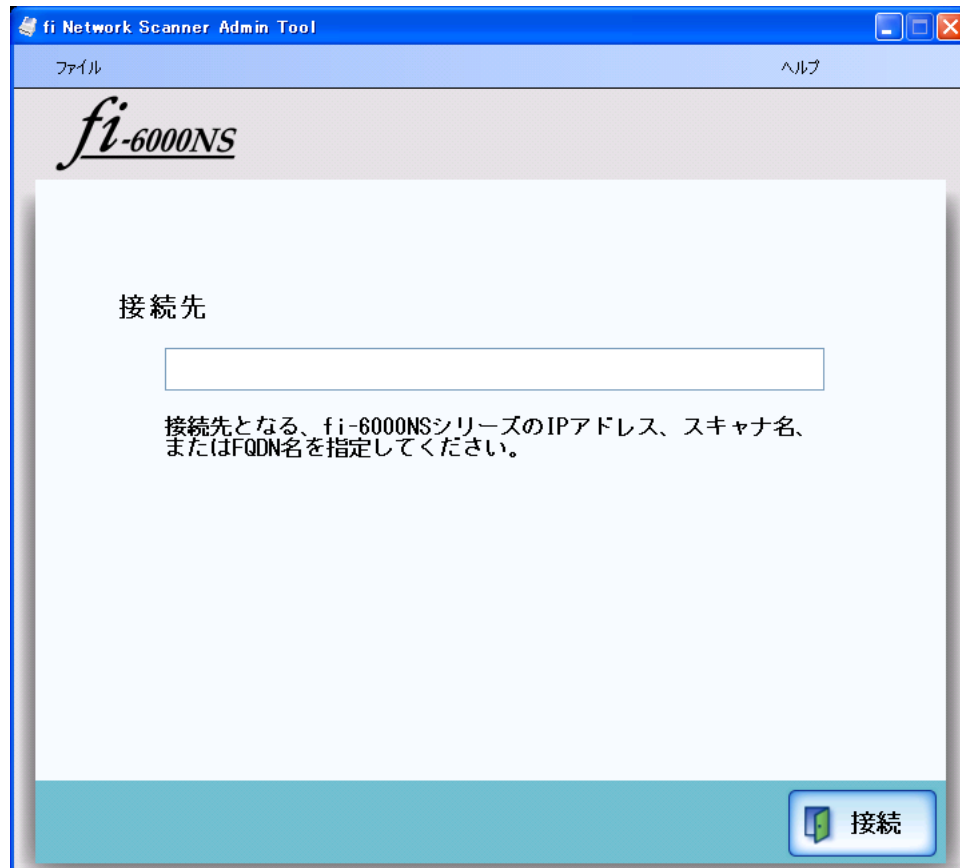 fi Network Scanner Admin Tool
ファイル ヘルプ
fi-6000NS
接続先
接続先となる、fi-6000NSシリーズのIPアドレス、スキャナ名、
またはFQDN名を指定してください。
接続